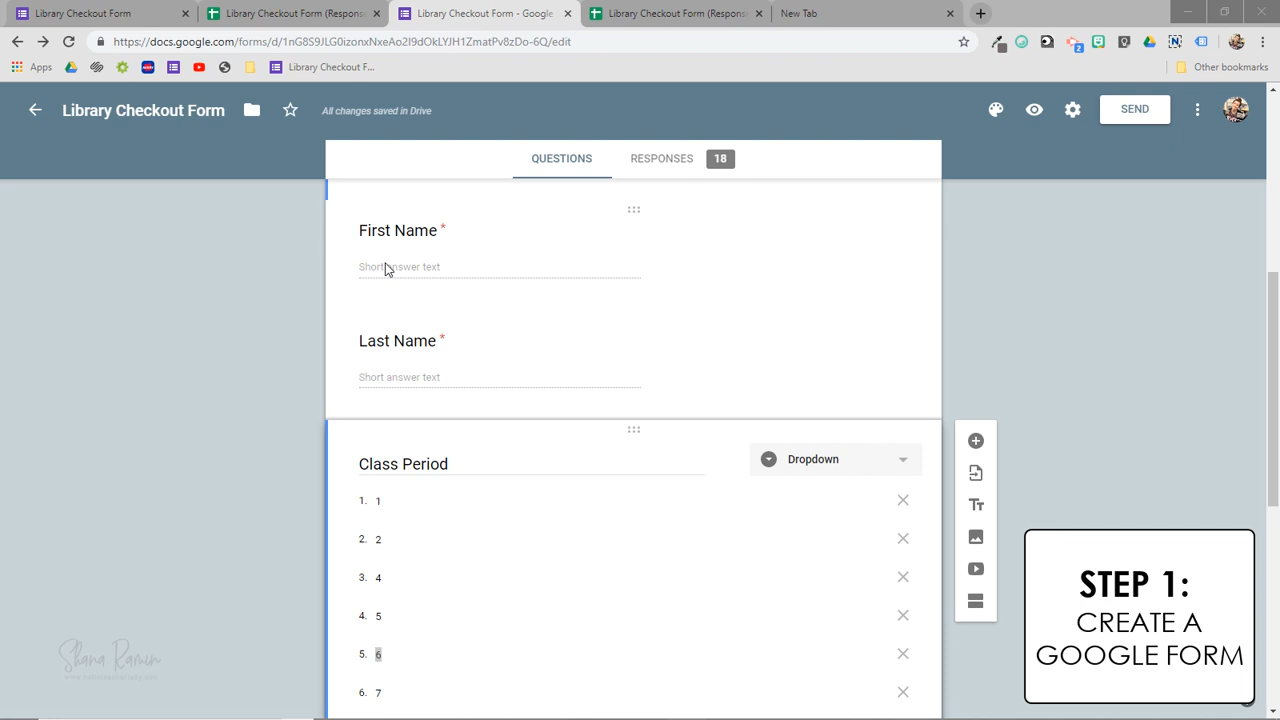 Library Checkout Form
Library Checkout Form (Respons
Library Checkout Form - Google
Library Checkout Form (Respons
New Tab
https://docs.google.com/forms/d/1nG8S9JLG0izonxNxeAo2I9dOkLYJH1ZmatPv8zDo-6Q/edit
Apps
Library Checkout F...
Other bookmarks
Library Checkout Form
All changes saved in Drive
SEND
QUESTIONS
RESPONSES
18
First Name *
Short answer text
Last Name *
Short answer text
Class Period
Dropdown
1. 1
2. 2
3. 4
4. 5
5. 6
6. 7
STEP 1:
CREATE A
GOOGLE FORM
Shana Ramin